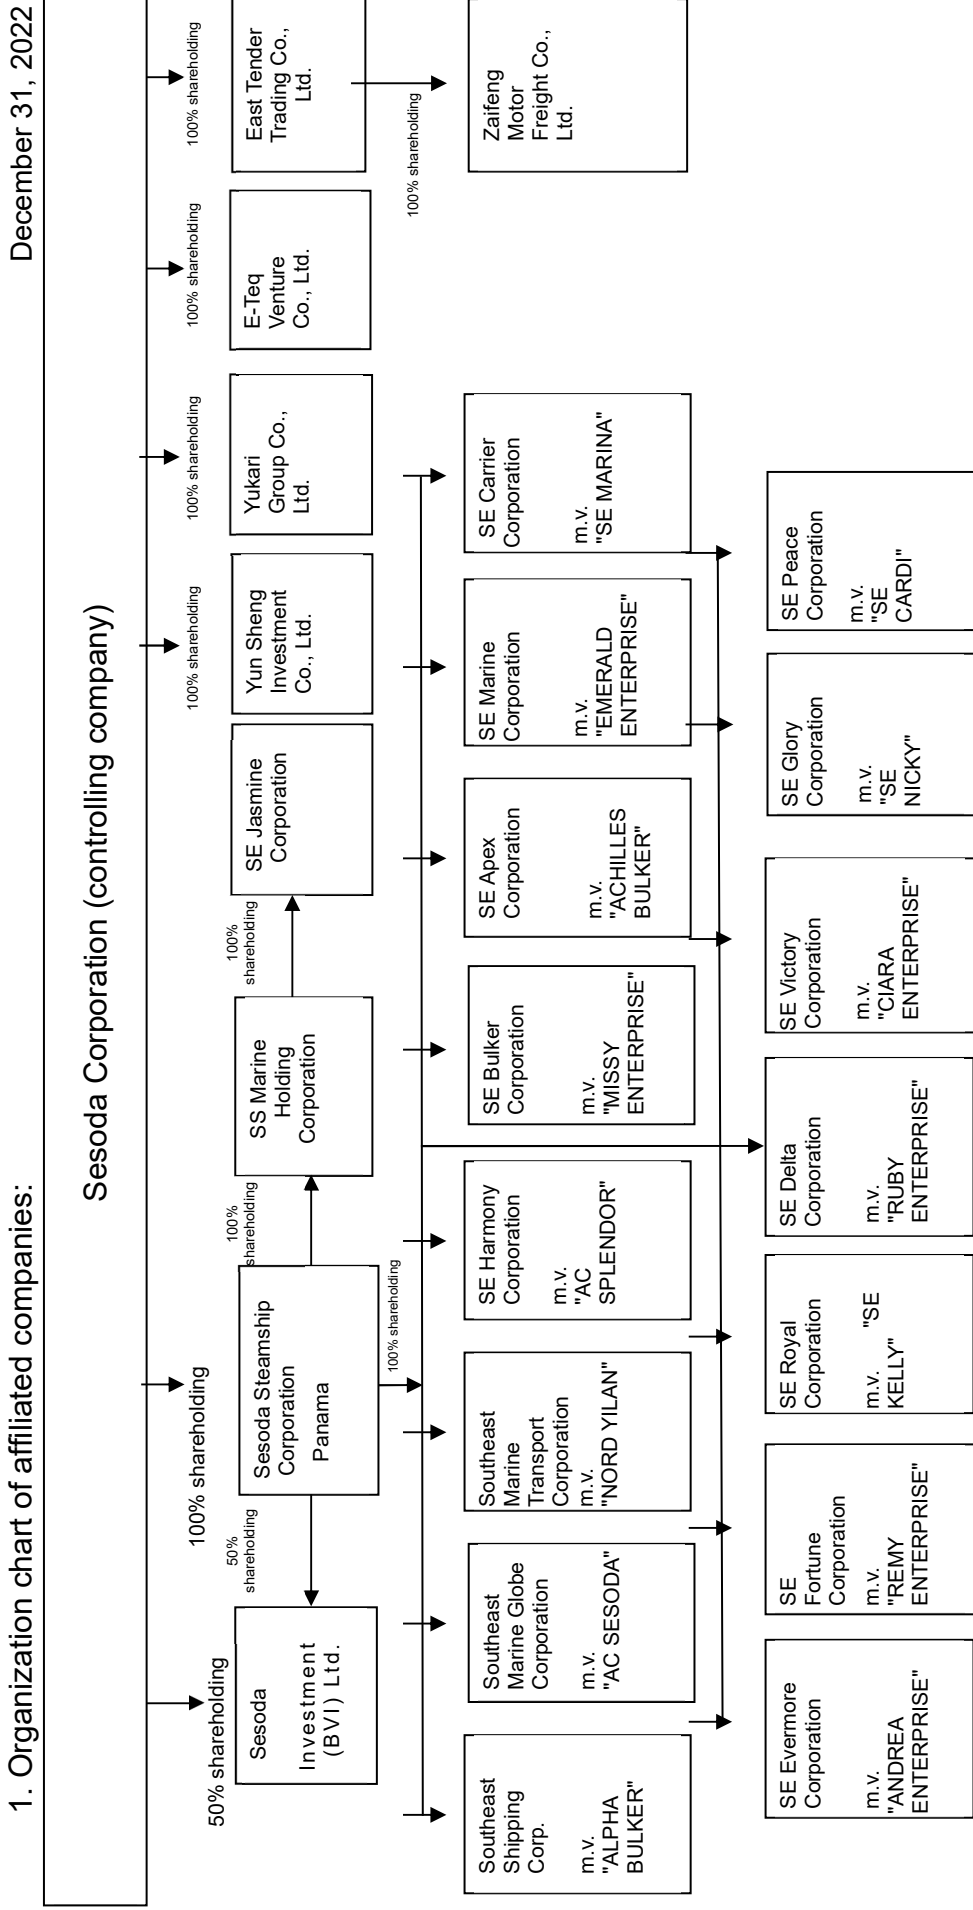 1. Organization chart of affiliated companies:
December 31, 2022
Sesoda Corporation (controlling company)
50% shareholding
100% shareholding
100% shareholding
100% shareholding
100% shareholding
100% shareholding
Sesoda
Investment
(BVI) Ltd.
50%
shareholding
Sesoda Steamship
Corporation
Panama
100%
shareholding
SS Marine
Holding
Corporation
100%
shareholding
SE Jasmine
Corporation
Yun Sheng
Investment
Co., Ltd.
Yukari
Group Co.,
Ltd.
E-Teq
Venture
Co., Ltd.
East Tender
Trading Co.,
Ltd.
100% shareholding
100% shareholding
Southeast
Shipping
Corp.
m.v.
"ALPHA
BULKER"
Southeast
Marine Globe
Corporation
m.v.
"AC SESODA"
Southeast
Marine
Transport
Corporation
m.v.
"NORD YILAN"
SE Harmony
Corporation
m.v.
"AC
SPLENDOR"
SE Bulker
Corporation
m.v.
"MISSY
ENTERPRISE"
SE Apex
Corporation
m.v.
"ACHILLES
BULKER"
SE Marine
Corporation
m.v.
"EMERALD
ENTERPRISE"
SE Carrier
Corporation
m.v.
"SE MARINA"
Zaifeng
Motor
Freight Co.,
Ltd.
SE Evermore
Corporation
m.v.
"ANDREA
ENTERPRISE"
SE
Fortune
Corporation
m.v.
"REMY
ENTERPRISE"
SE Royal
Corporation
m.v. "SE
KELLY"
SE Delta
Corporation
m.v.
"RUBY
ENTERPRISE"
SE Victory
Corporation
m.v.
"CIARA
ENTERPRISE"
SE Glory
Corporation
m.v.
"SE
NICKY"
SE Peace
Corporation
m.v.
"SE
CARDI"